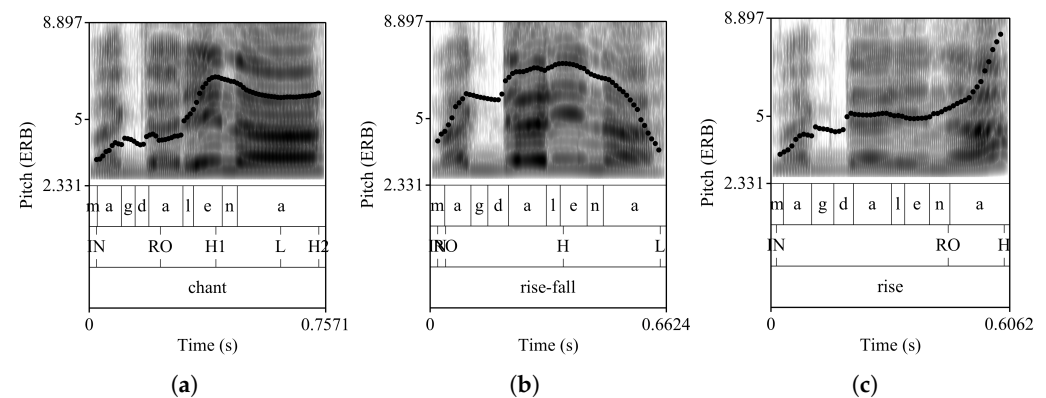 8.897
Pitch (ERB)
5
2.331
m a g d a l e n a
IN RO H1 L H2
chant
0 0.7571
Time (s)
(a)
8.897
Pitch (ERB)
5
2.331
m a g d a l e n a
IN RO H L
rise-fall
0 0.6624
Time (s)
(b)
8.897
Pitch (ERB)
5
2.331
m a g d a l e n a
IN RO H
rise
0 0.6062
Time (s)
(c)